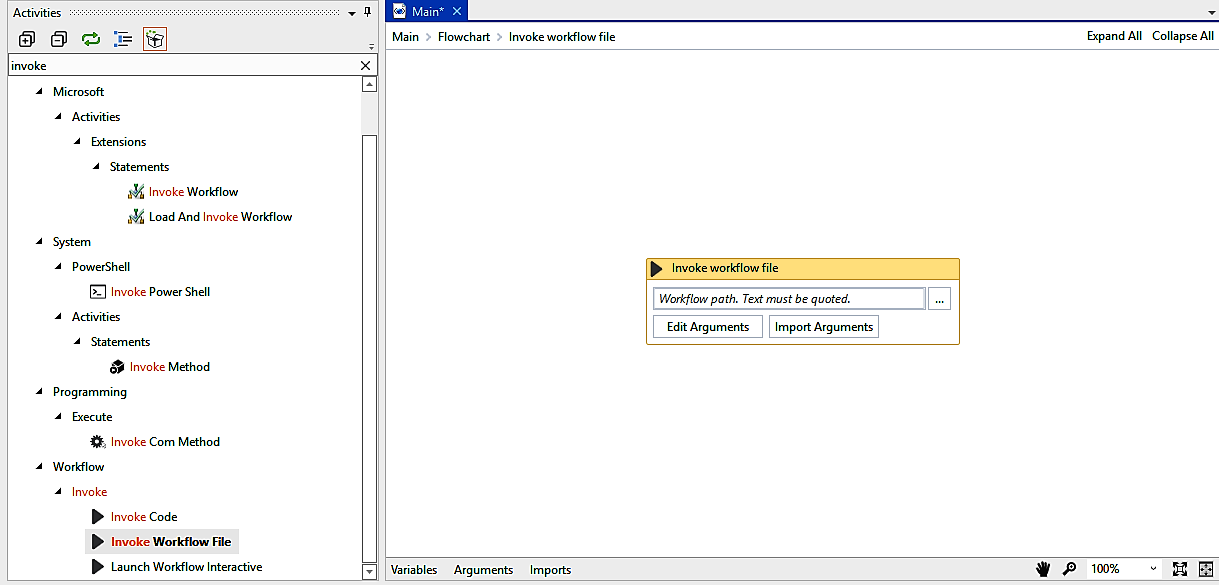 Activities
invoke
Microsoft
Activities
Extensions
Statements
Invoke Workflow
Load And Invoke Workflow
System
PowerShell
Invoke Power Shell
Activities
Statements
Invoke Method
Programming
Execute
Invoke Com Method
Workflow
Invoke
Invoke Code
Invoke Workflow File
Launch Workflow Interactive
Main*
Main > Flowchart > Invoke workflow file
Expand All Collapse All
Invoke workflow file
Workflow path. Text must be quoted.
...
Edit Arguments Import Arguments
Variables Arguments Imports
100%